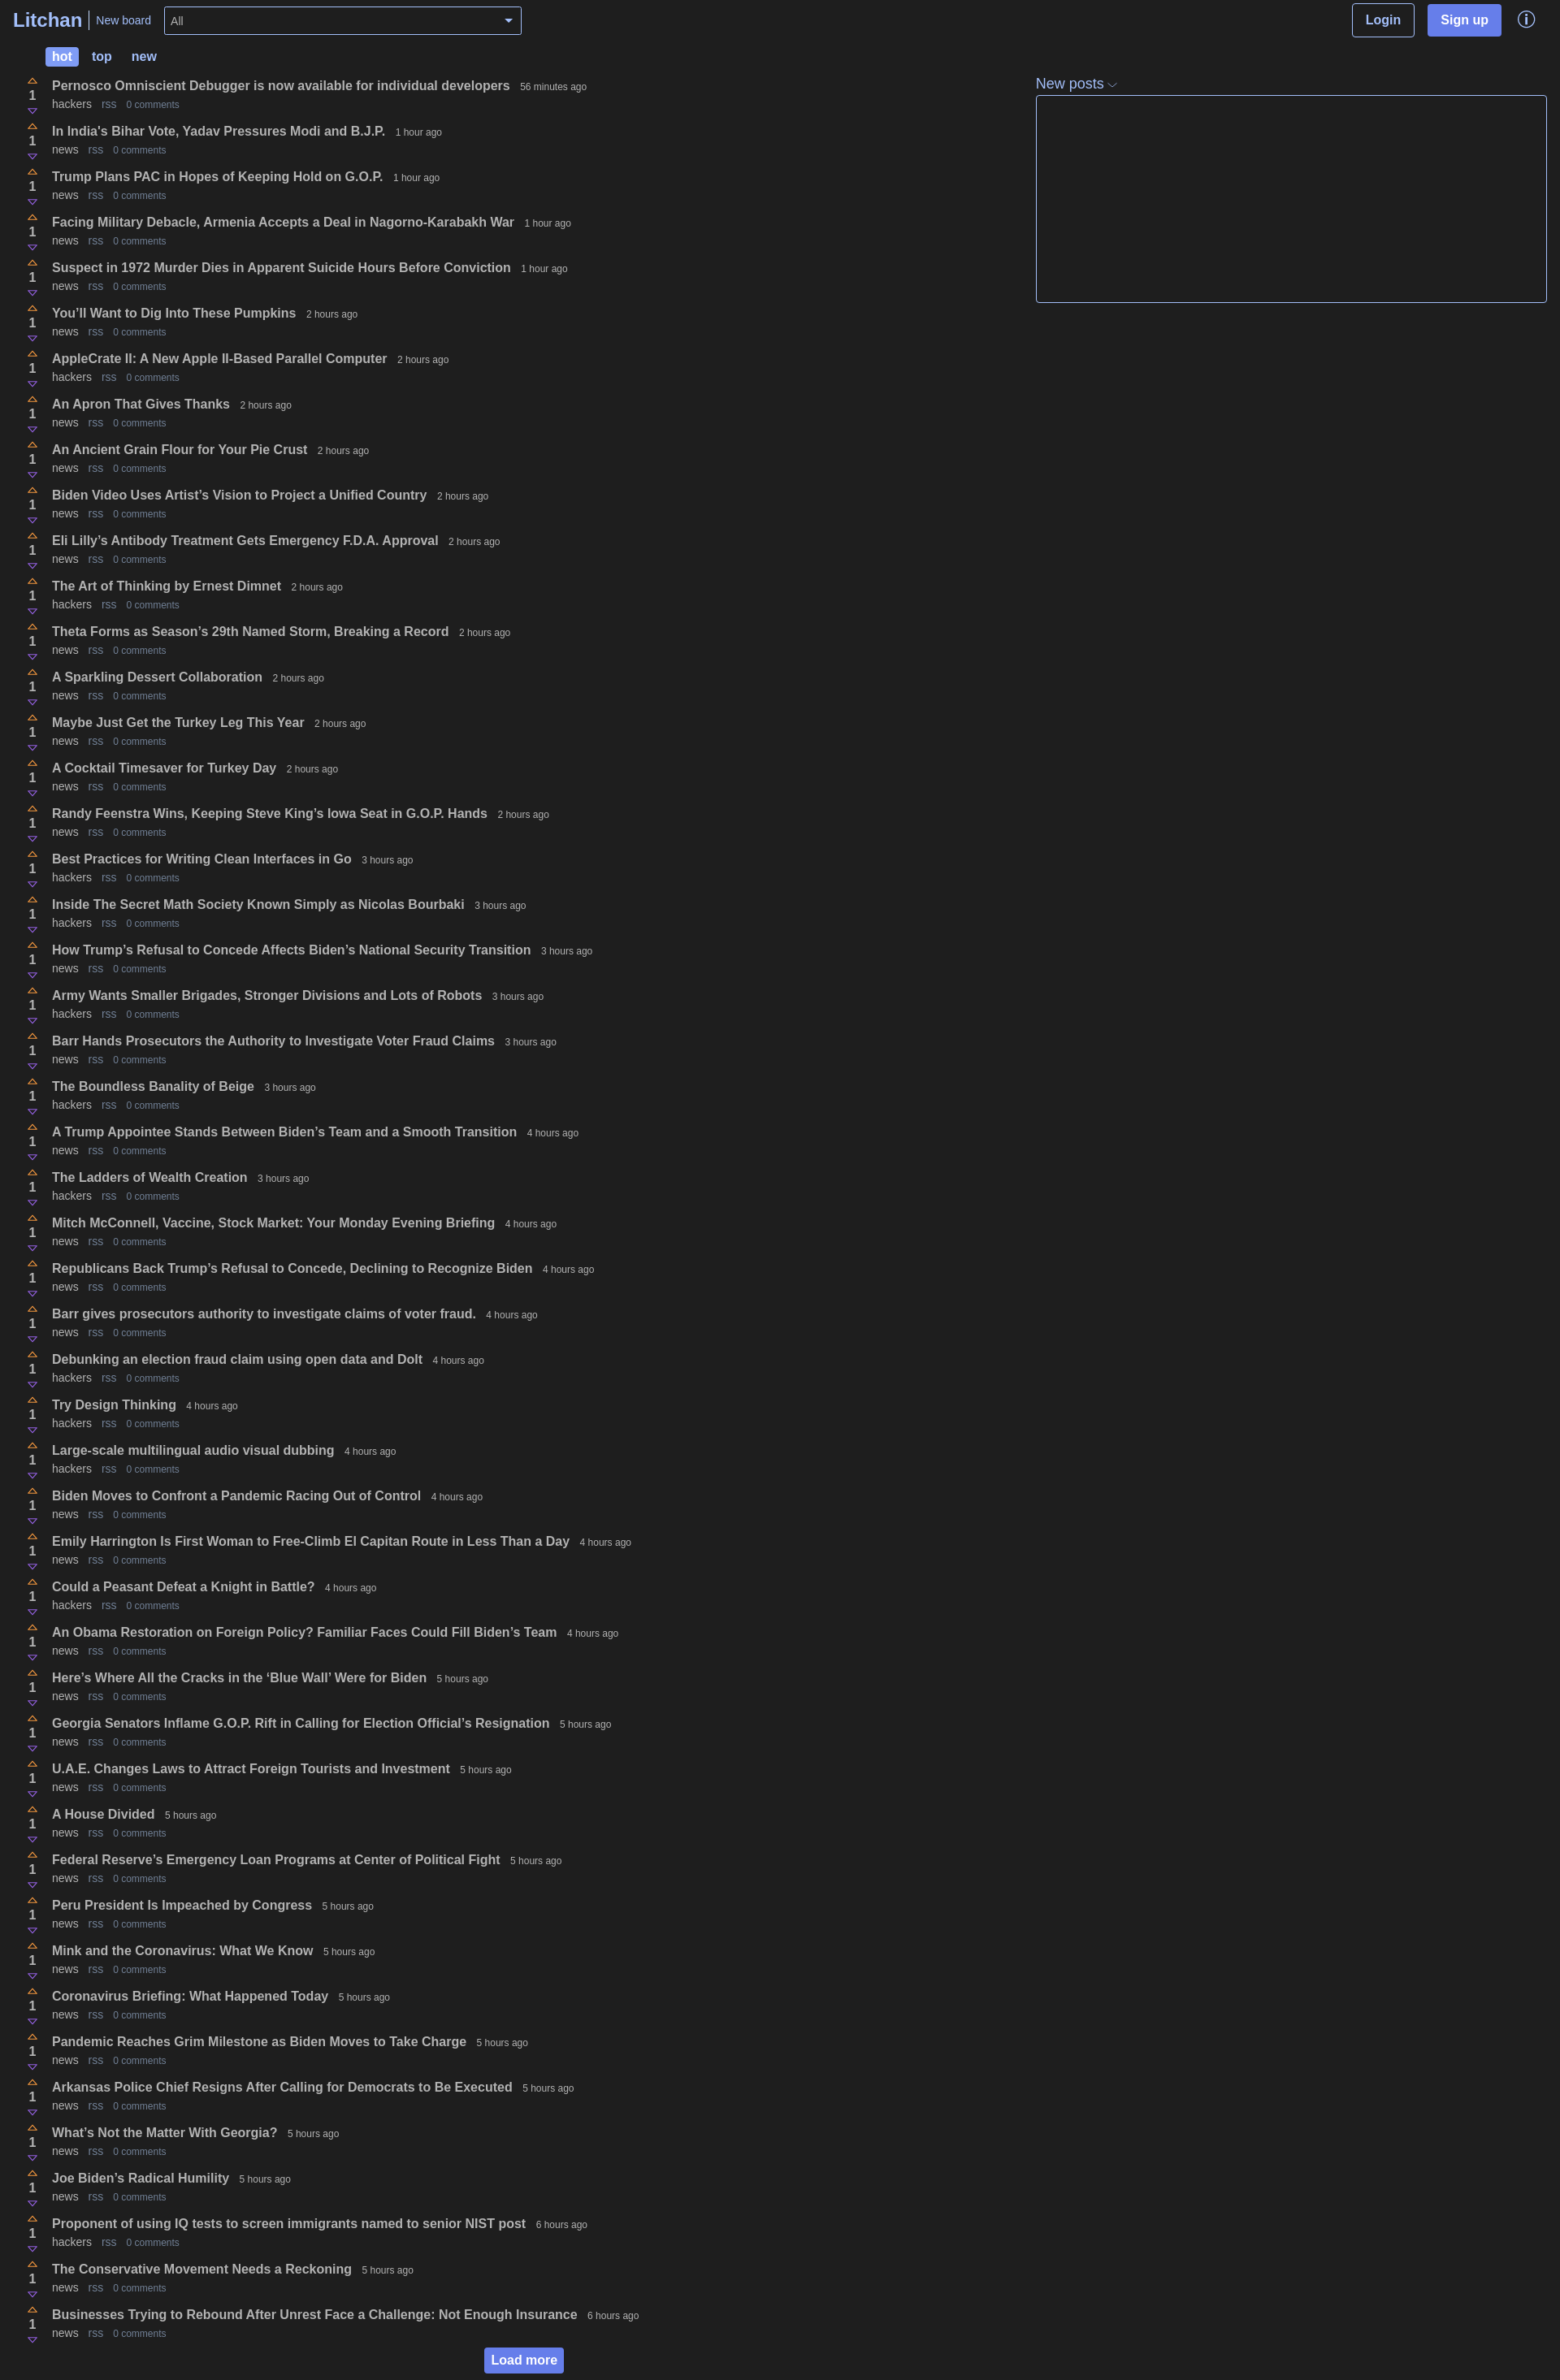 Litchan New board All Login Sign up
hot top new
New posts
Pernosco Omniscient Debugger is now available for individual developers 56 minutes ago
1
hackers rss 0 comments
In India's Bihar Vote, Yadav Pressures Modi and B.J.P. 1 hour ago
1
news rss 0 comments
Trump Plans PAC in Hopes of Keeping Hold on G.O.P. 1 hour ago
1
news rss 0 comments
Facing Military Debacle, Armenia Accepts a Deal in Nagorno-Karabakh War 1 hour ago
1
news rss 0 comments
Suspect in 1972 Murder Dies in Apparent Suicide Hours Before Conviction 1 hour ago
1
news rss 0 comments
You’ll Want to Dig Into These Pumpkins 2 hours ago
1
news rss 0 comments
AppleCrate II: A New Apple II-Based Parallel Computer 2 hours ago
1
hackers rss 0 comments
An Apron That Gives Thanks 2 hours ago
1
news rss 0 comments
An Ancient Grain Flour for Your Pie Crust 2 hours ago
1
news rss 0 comments
Biden Video Uses Artist’s Vision to Project a Unified Country 2 hours ago
1
news rss 0 comments
Eli Lilly’s Antibody Treatment Gets Emergency F.D.A. Approval 2 hours ago
1
news rss 0 comments
The Art of Thinking by Ernest Dimnet 2 hours ago
1
hackers rss 0 comments
Theta Forms as Season’s 29th Named Storm, Breaking a Record 2 hours ago
1
news rss 0 comments
A Sparkling Dessert Collaboration 2 hours ago
1
news rss 0 comments
Maybe Just Get the Turkey Leg This Year 2 hours ago
1
news rss 0 comments
A Cocktail Timesaver for Turkey Day 2 hours ago
1
news rss 0 comments
Randy Feenstra Wins, Keeping Steve King’s Iowa Seat in G.O.P. Hands 2 hours ago
1
news rss 0 comments
Best Practices for Writing Clean Interfaces in Go 3 hours ago
1
hackers rss 0 comments
Inside The Secret Math Society Known Simply as Nicolas Bourbaki 3 hours ago
1
hackers rss 0 comments
How Trump’s Refusal to Concede Affects Biden’s National Security Transition 3 hours ago
1
news rss 0 comments
Army Wants Smaller Brigades, Stronger Divisions and Lots of Robots 3 hours ago
1
hackers rss 0 comments
Barr Hands Prosecutors the Authority to Investigate Voter Fraud Claims 3 hours ago
1
news rss 0 comments
The Boundless Banality of Beige 3 hours ago
1
hackers rss 0 comments
A Trump Appointee Stands Between Biden’s Team and a Smooth Transition 4 hours ago
1
news rss 0 comments
The Ladders of Wealth Creation 3 hours ago
1
hackers rss 0 comments
Mitch McConnell, Vaccine, Stock Market: Your Monday Evening Briefing 4 hours ago
1
news rss 0 comments
Republicans Back Trump’s Refusal to Concede, Declining to Recognize Biden 4 hours ago
1
news rss 0 comments
Barr gives prosecutors authority to investigate claims of voter fraud. 4 hours ago
1
news rss 0 comments
Debunking an election fraud claim using open data and Dolt 4 hours ago
1
hackers rss 0 comments
Try Design Thinking 4 hours ago
1
hackers rss 0 comments
Large-scale multilingual audio visual dubbing 4 hours ago
1
hackers rss 0 comments
Biden Moves to Confront a Pandemic Racing Out of Control 4 hours ago
1
news rss 0 comments
Emily Harrington Is First Woman to Free-Climb El Capitan Route in Less Than a Day 4 hours ago
1
news rss 0 comments
Could a Peasant Defeat a Knight in Battle? 4 hours ago
1
hackers rss 0 comments
An Obama Restoration on Foreign Policy? Familiar Faces Could Fill Biden’s Team 4 hours ago
1
news rss 0 comments
Here’s Where All the Cracks in the ‘Blue Wall’ Were for Biden 5 hours ago
1
news rss 0 comments
Georgia Senators Inflame G.O.P. Rift in Calling for Election Official’s Resignation 5 hours ago
1
news rss 0 comments
U.A.E. Changes Laws to Attract Foreign Tourists and Investment 5 hours ago
1
news rss 0 comments
A House Divided 5 hours ago
1
news rss 0 comments
Federal Reserve’s Emergency Loan Programs at Center of Political Fight 5 hours ago
1
news rss 0 comments
Peru President Is Impeached by Congress 5 hours ago
1
news rss 0 comments
Mink and the Coronavirus: What We Know 5 hours ago
1
news rss 0 comments
Coronavirus Briefing: What Happened Today 5 hours ago
1
news rss 0 comments
Pandemic Reaches Grim Milestone as Biden Moves to Take Charge 5 hours ago
1
news rss 0 comments
Arkansas Police Chief Resigns After Calling for Democrats to Be Executed 5 hours ago
1
news rss 0 comments
What’s Not the Matter With Georgia? 5 hours ago
1
news rss 0 comments
Joe Biden’s Radical Humility 5 hours ago
1
news rss 0 comments
Proponent of using IQ tests to screen immigrants named to senior NIST post 6 hours ago
1
hackers rss 0 comments
The Conservative Movement Needs a Reckoning 5 hours ago
1
news rss 0 comments
Businesses Trying to Rebound After Unrest Face a Challenge: Not Enough Insurance 6 hours ago
1
news rss 0 comments
Load more